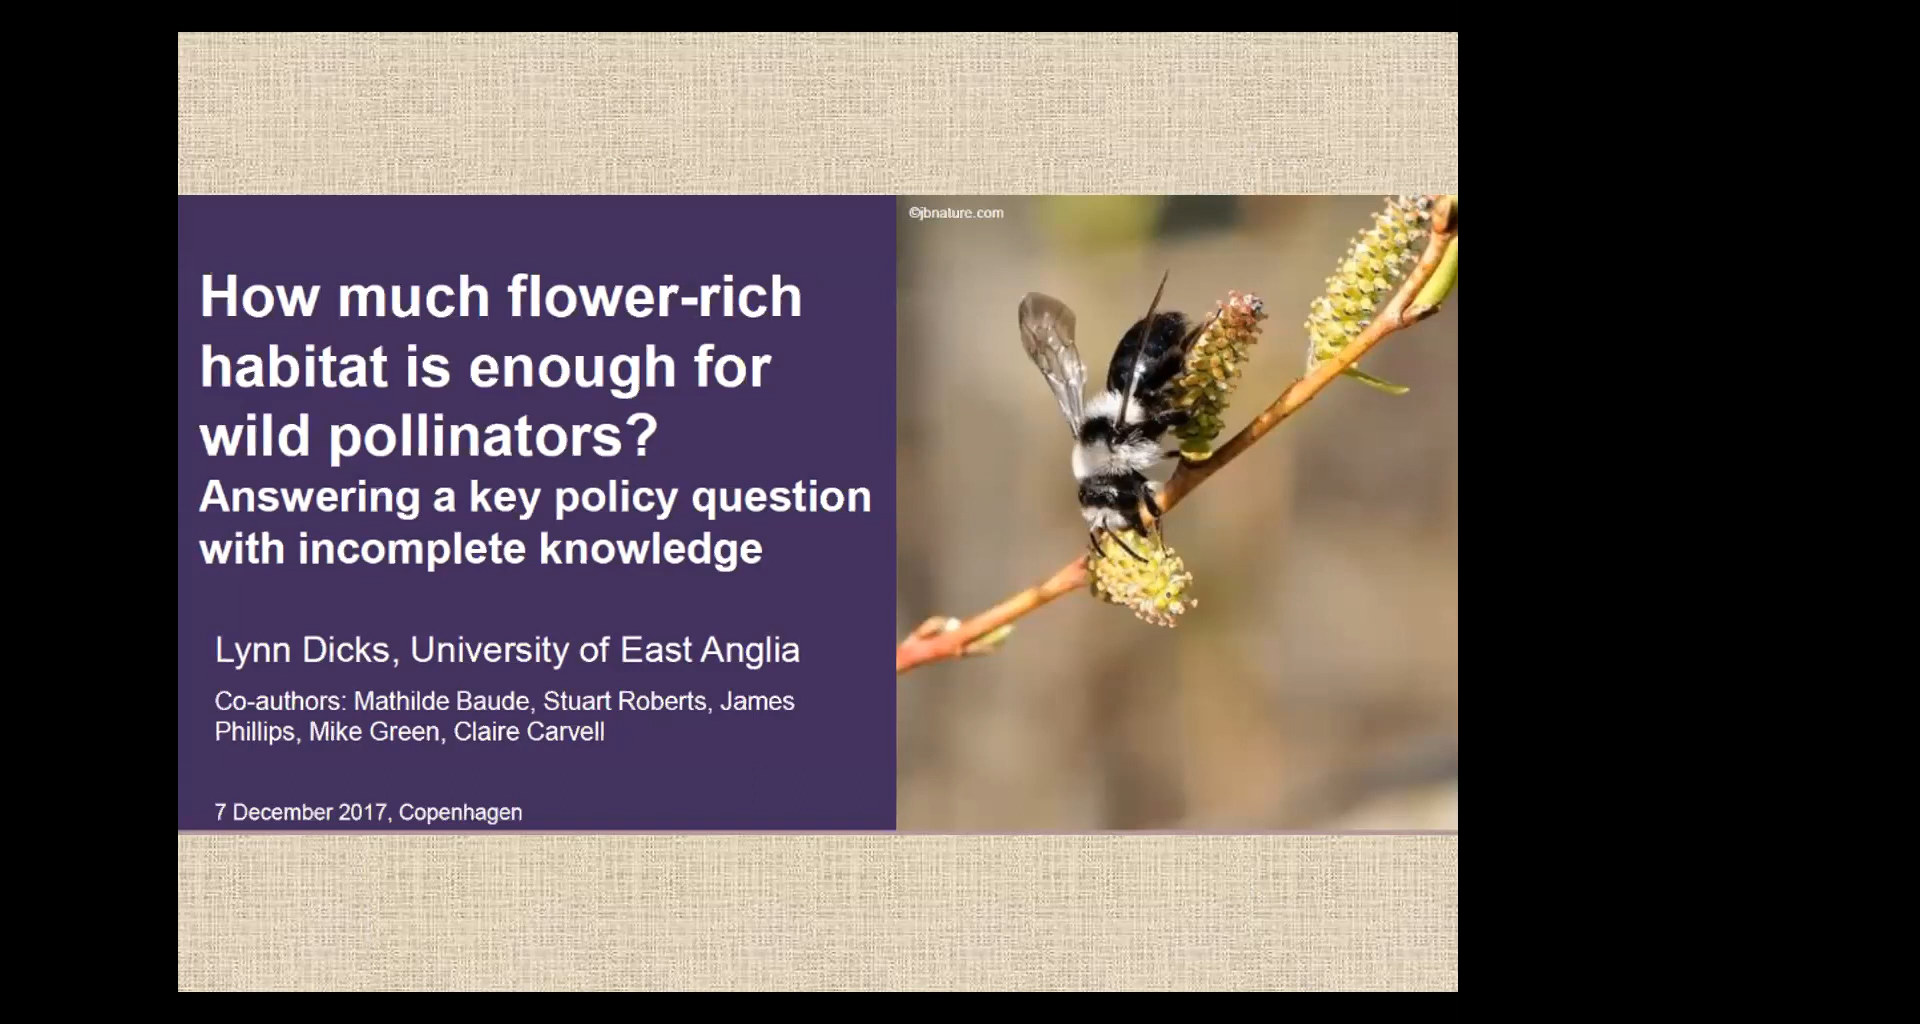 ©jbnature.com
How much flower-rich
habitat is enough for
wild pollinators?
Answering a key policy question
with incomplete knowledge
Lynn Dicks, University of East Anglia
Co-authors: Mathilde Baude, Stuart Roberts, James
Phillips, Mike Green, Claire Carvell
7 December 2017, Copenhagen